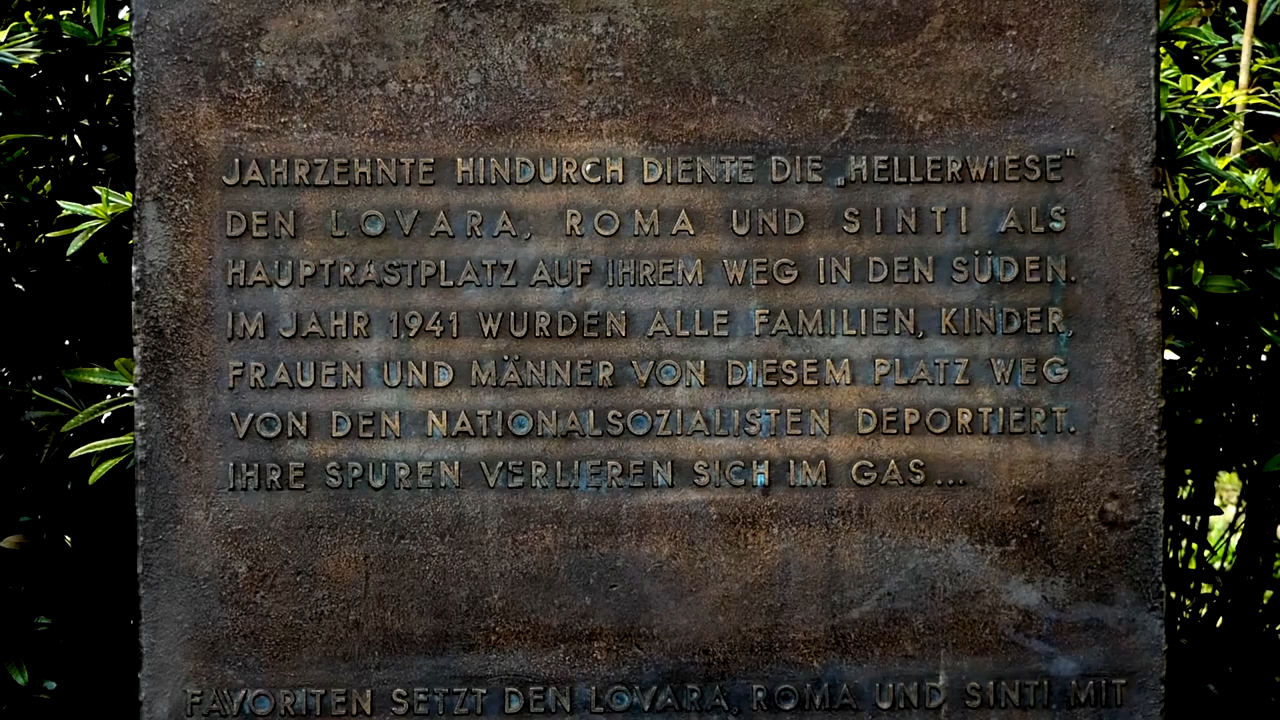 JAHRZEHNTE HINDURCH DIENTE DIE „HELLERWIESE“
DEN LOVARA, ROMA UND SINTI ALS
HAUPTRASTPLATZ AUF IHREM WEG IN DEN SÜDEN.
IM JAHR 1941 WURDEN ALLE FAMILIEN, KINDER,
FRAUEN UND MÄNNER VON DIESEM PLATZ WEG
VON DEN NATIONALSOZIALISTEN DEPORTIERT.
IHRE SPUREN VERLIEREN SICH IM GAS...
FAVORITEN SETZT DEN LOVARA, ROMA UND SINTI MIT